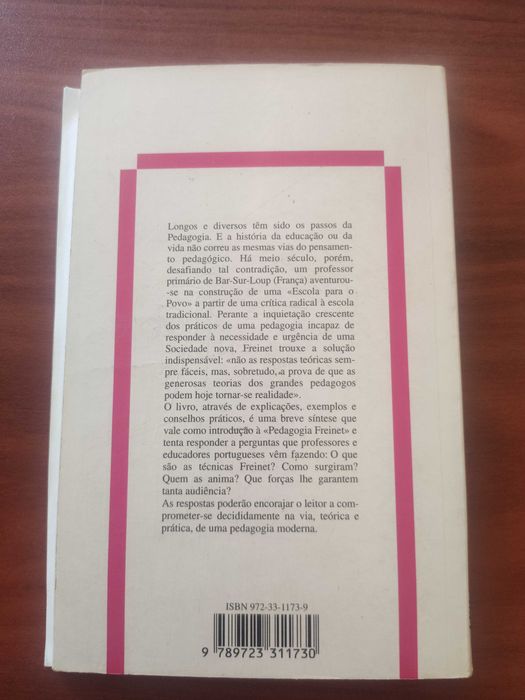 Longos e diversos têm sido os passos da
Pedagogia. E a história da educação ou da
vida não correu as mesmas vias do pensamen-
to pedagógico. Há meio século, porém,
desafiando tal contradição, um professor
primário de Bar-Sur-Loup (França) aventurou-
-se na construção de uma «Escola para o
Povo» a partir de uma crítica radical à escola
tradicional. Perante a inquietação crescente
dos práticos de uma pedagogia incapaz de
responder à necessidade e urgência de uma
Sociedade nova, Freinet trouxe a solução
indispensável: «não as respostas teóricas sem-
pre fáceis, mas, sobretudo, a prova de que as
generosas teorias dos grandes pedagogos
podem hoje tornar-se realidade».
O livro, através de explicações, exemplos e
conselhos práticos, é uma breve síntese que
vale como introdução à «Pedagogia Freinet» e
tenta responder a perguntas que professores e
educadores portugueses vêm fazendo: O que
são as técnicas Freinet? Como surgiram?
Quem as anima? Que forças lhe garantem
tanta audiência?
As respostas poderão encorajar o leitor a com-
prometer-se decididamente na via, teórica e
prática, de uma pedagogia moderna.
ISBN 972-33-1173-9
9 789723 311730